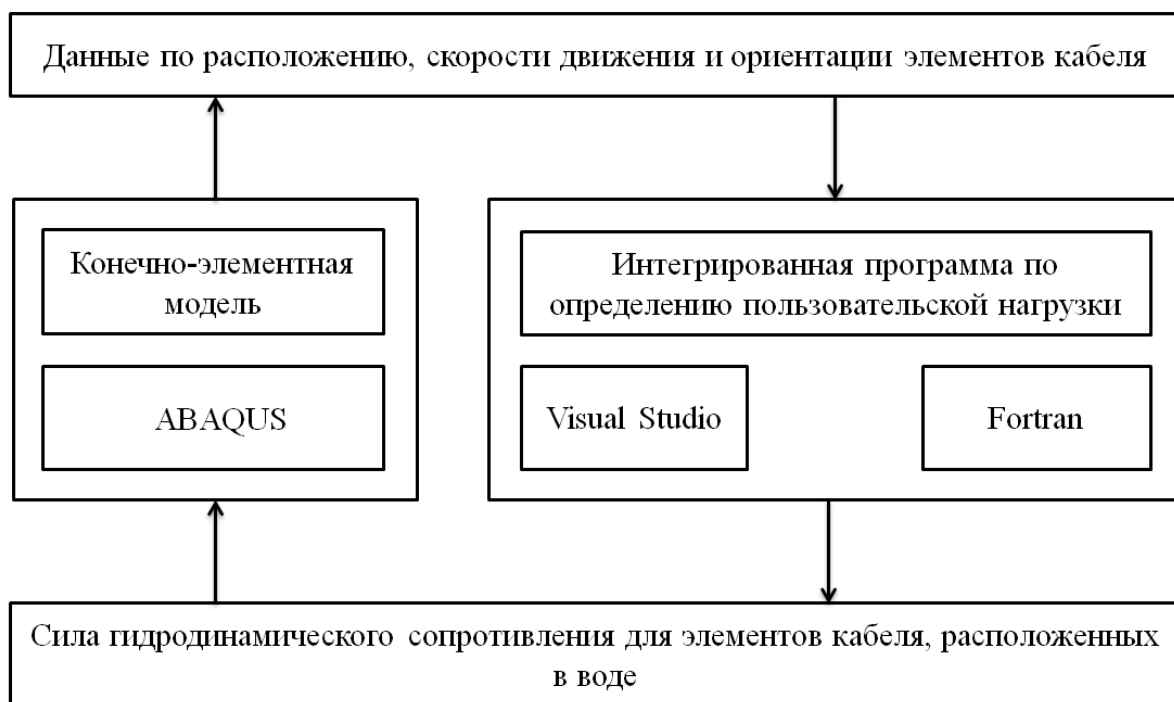 Данные по расположению, скорости движения и ориентации элементов кабеля
Конечно-элементная
модель
ABAQUS
Интегрированная программа по
определению пользовательской нагрузки
Visual Studio
Fortran
Сила гидродинамического сопротивления для элементов кабеля, расположенных
в воде